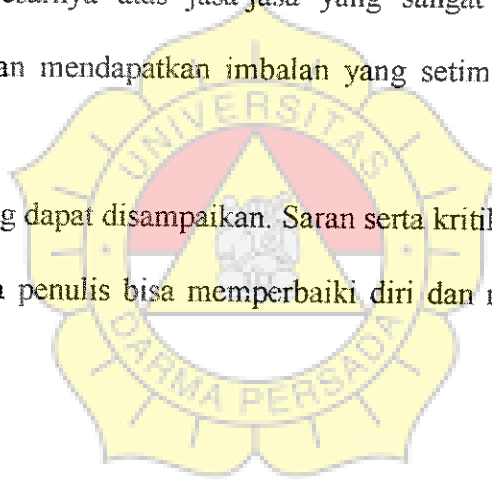 atas jasa-jasa yang sangat
an mendapatkan imbalan yang setim
g dapat disampaikan. Saran serta kritik
a penulis bisa memperbaiki diri dan
UNIVERSITAS
DARMA PERSADA